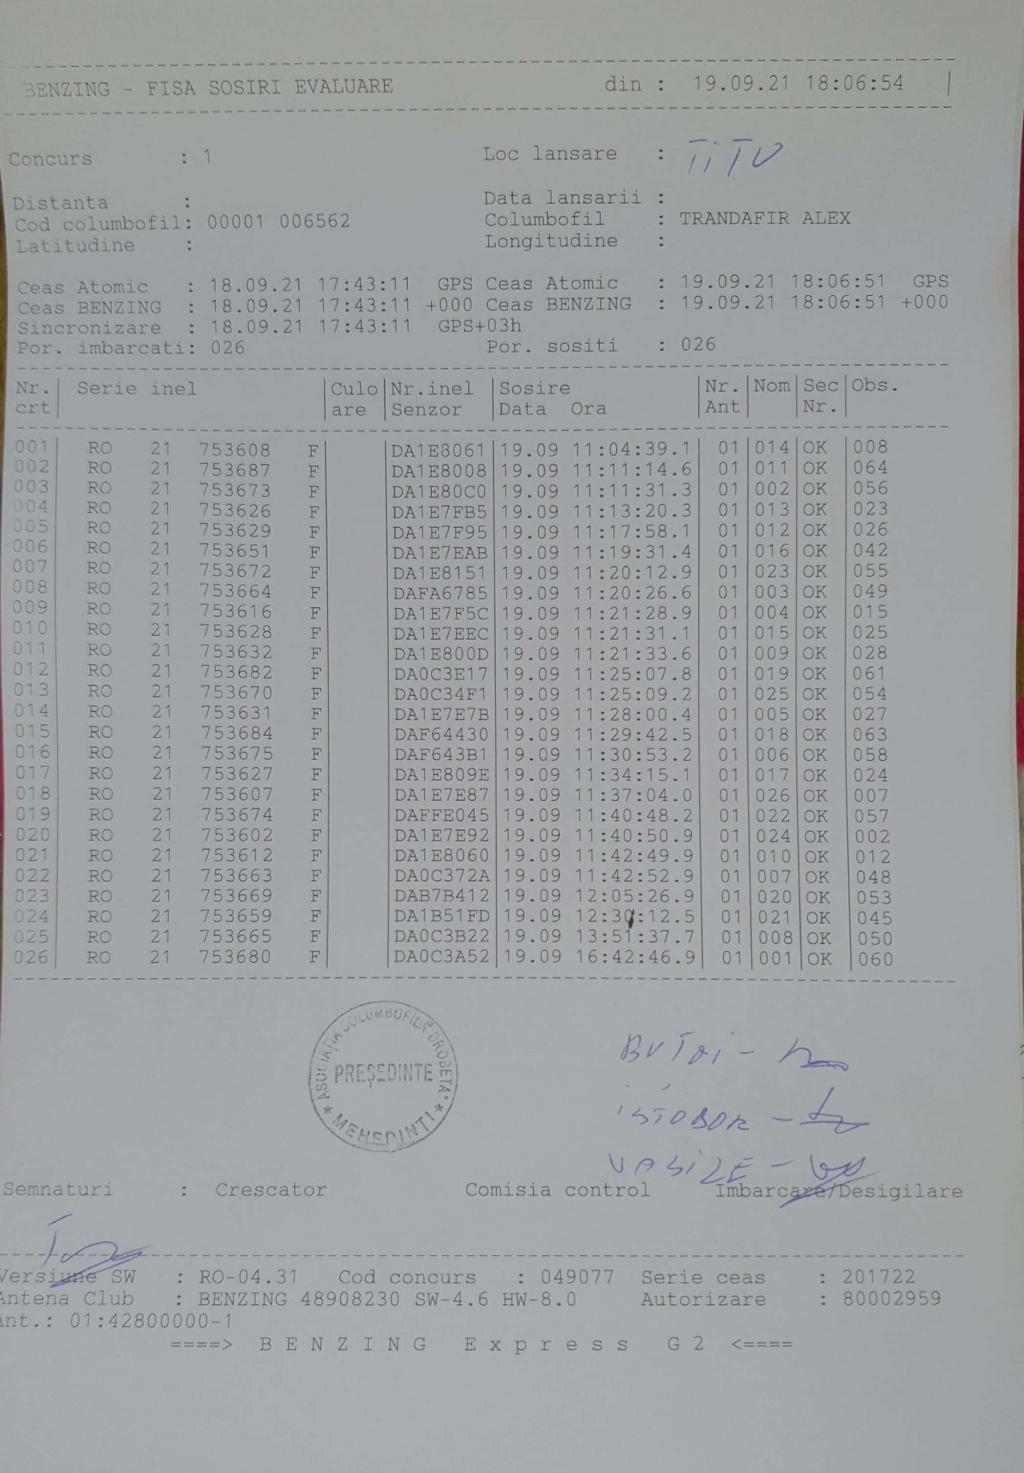 BENZING - FISA SOSIRI EVALUARE din : 19.09.21 18:06:54
Concurs : 1 Loc lansare : TITU
Distanta : Data lansarii :
Cod columbofil: 00001 006562 Columbofil : TRANDAFIR ALEX
Latitudine : Longitudine :
Ceas Atomic : 18.09.21 17:43:11 GPS Ceas Atomic : 19.09.21 18:06:51 GPS
Ceas BENZING : 18.09.21 17:43:11 +000 Ceas BENZING : 19.09.21 18:06:51 +000
Sincronizare : 18.09.21 17:43:11 GPS+03h
Por. imbarcati: 026 Por. sositi : 026
Nr. Serie inel Culo Nr.inel Sosire Nr. Nom Sec Obs.
crt are Senzor Data Ora Ant Nr.
001 RO 21 753608 F DA1E8061 19.09 11:04:39.1 01 014 OK 008
002 RO 21 753687 F DA1E8008 19.09 11:11:14.6 01 011 OK 064
003 RO 21 753673 F DA1E80C0 19.09 11:11:31.3 01 002 OK 056
004 RO 21 753626 F DA1E7FB5 19.09 11:13:20.3 01 013 OK 023
005 RO 21 753629 F DA1E7F95 19.09 11:17:58.1 01 012 OK 026
006 RO 21 753651 F DA1E7EAB 19.09 11:19:31.4 01 016 OK 042
007 RO 21 753672 F DA1E8151 19.09 11:20:12.9 01 023 OK 055
008 RO 21 753664 F DAFA6785 19.09 11:20:26.6 01 003 OK 049
009 RO 21 753616 F DA1E7F5C 19.09 11:21:28.9 01 004 OK 015
010 RO 21 753628 F DA1E7EEC 19.09 11:21:31.1 01 015 OK 025
011 RO 21 753632 F DA1E800D 19.09 11:21:33.6 01 009 OK 028
012 RO 21 753682 F DA0C3E17 19.09 11:25:07.8 01 019 OK 061
013 RO 21 753670 F DA0C34F1 19.09 11:25:09.2 01 025 OK 054
014 RO 21 753631 F DA1E7E7B 19.09 11:28:00.4 01 005 OK 027
015 RO 21 753684 F DAF64430 19.09 11:29:42.5 01 018 OK 063
016 RO 21 753675 F DAF643B1 19.09 11:30:53.2 01 006 OK 058
017 RO 21 753627 F DA1E809E 19.09 11:34:15.1 01 017 OK 024
018 RO 21 753607 F DA1E7E87 19.09 11:37:04.0 01 026 OK 007
019 RO 21 753674 F DAFFE045 19.09 11:40:48.2 01 022 OK 057
020 RO 21 753602 F DA1E7E92 19.09 11:40:50.9 01 024 OK 002
021 RO 21 753612 F DA1E8060 19.09 11:42:49.9 01 010 OK 012
022 RO 21 753663 F DA0C372A 19.09 11:42:52.9 01 007 OK 048
023 RO 21 753669 F DAB7B412 19.09 12:05:26.9 01 020 OK 053
024 RO 21 753659 F DA1B51FD 19.09 12:30:12.5 01 021 OK 045
025 RO 21 753665 F DA0C3B22 19.09 13:51:37.7 01 008 OK 050
026 RO 21 753680 F DA0C3A52 19.09 16:42:46.9 01 001 OK 060
ASOCIAȚIA COLUMBOFILĂ DROBETA
PREȘEDINTE
MEHEDINȚI
BUTOI -
ISTODOR -
VASILE -
Semnaturi : Crescator Comisia control Imbarcare/Desigilare
Versiune SW : RO-04.31 Cod concurs : 049077 Serie ceas : 201722
Antena Club : BENZING 48908230 SW-4.6 HW-8.0 Autorizare : 80002959
Ant.: 01:42800000-1
====> B E N Z I N G E x p r e s s G 2 <====